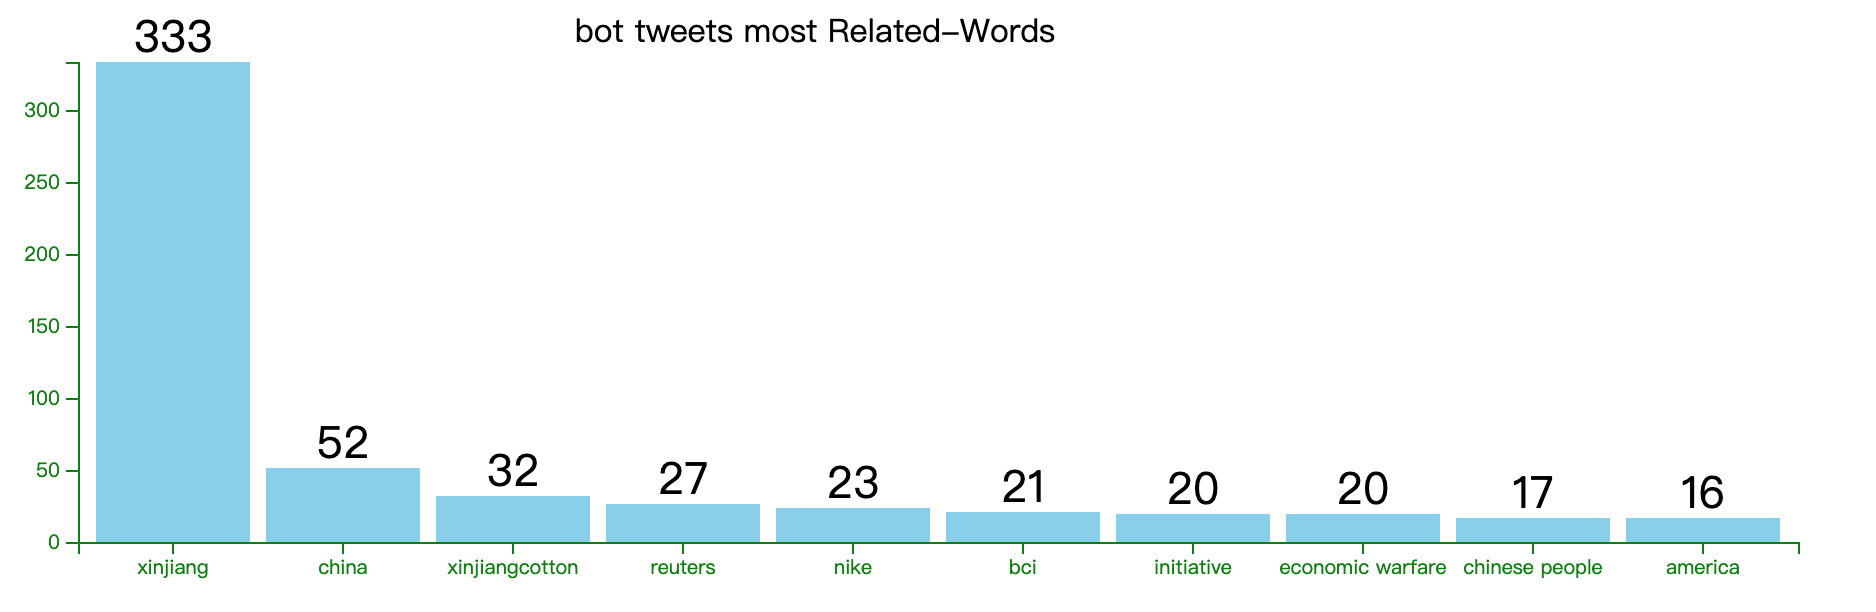 bot tweets most Related–Words
333
52
32
27
23
21
20
20
17
16
300
250
200
150
100
50
0
xinjiang
china
xinjiangcotton
reuters
nike
bci
initiative
economic warfare
chinese people
america